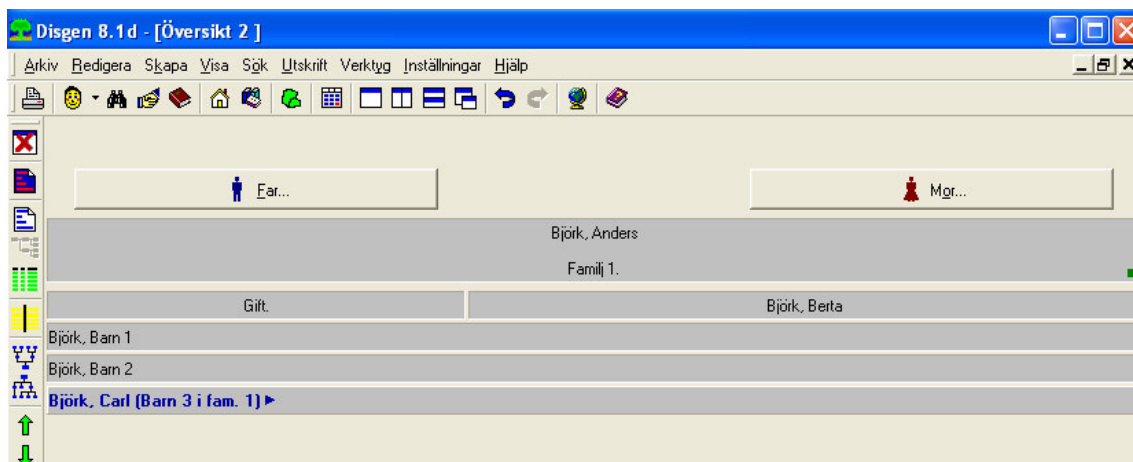 Disgen 8.1d - [Översikt 2 ]
Arkiv Redigera Skapa Visa Sök Utskrift Verktyg Inställningar Hjälp
Far... Mor...
Björk, Anders
Familj 1.
Gift. Björk, Berta
Björk, Barn 1
Björk, Barn 2
Björk, Carl (Barn 3 i fam. 1)